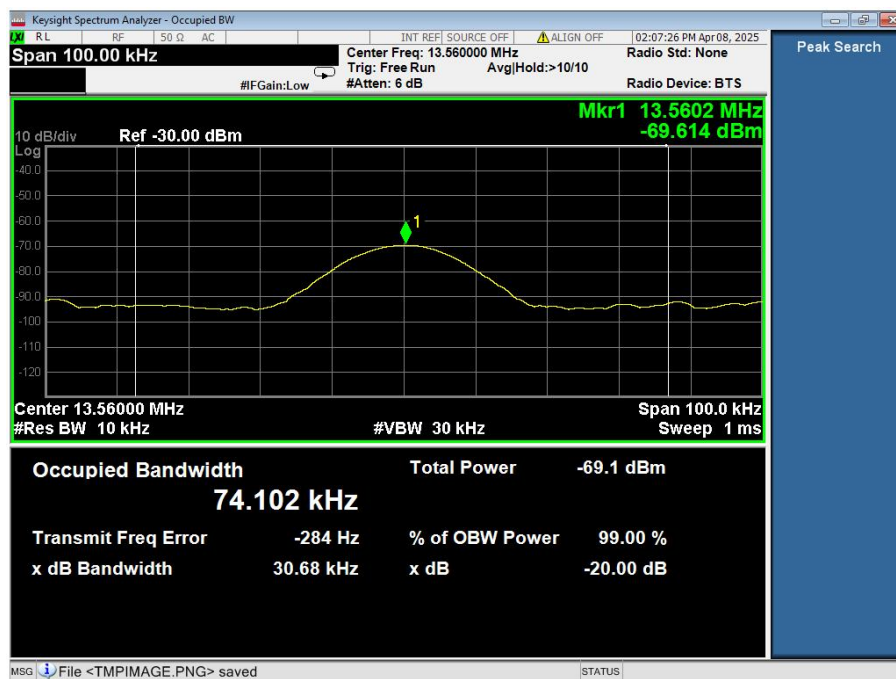 Keysight Spectrum Analyzer - Occupied BW
LXI RL RF 50 Ω AC INT REF SOURCE OFF ALIGN OFF 02:07:26 PM Apr 08, 2025
Span 100.00 kHz
#IFGain:Low
Center Freq: 13.560000 MHz
Trig: Free Run Avg|Hold:>10/10
#Atten: 6 dB
Radio Std: None
Radio Device: BTS
Peak Search
Mkr1 13.5602 MHz
-69.614 dBm
10 dB/div Ref -30.00 dBm
Log
-40.0
-50.0
-60.0
1
-70.0
-80.0
-90.0
-100
-110
-120
Center 13.56000 MHz Span 100.0 kHz
#Res BW 10 kHz #VBW 30 kHz Sweep 1 ms
Occupied Bandwidth Total Power -69.1 dBm
74.102 kHz
Transmit Freq Error -284 Hz % of OBW Power 99.00 %
x dB Bandwidth 30.68 kHz x dB -20.00 dB
MSG File <TMPIMAGE.PNG> saved STATUS